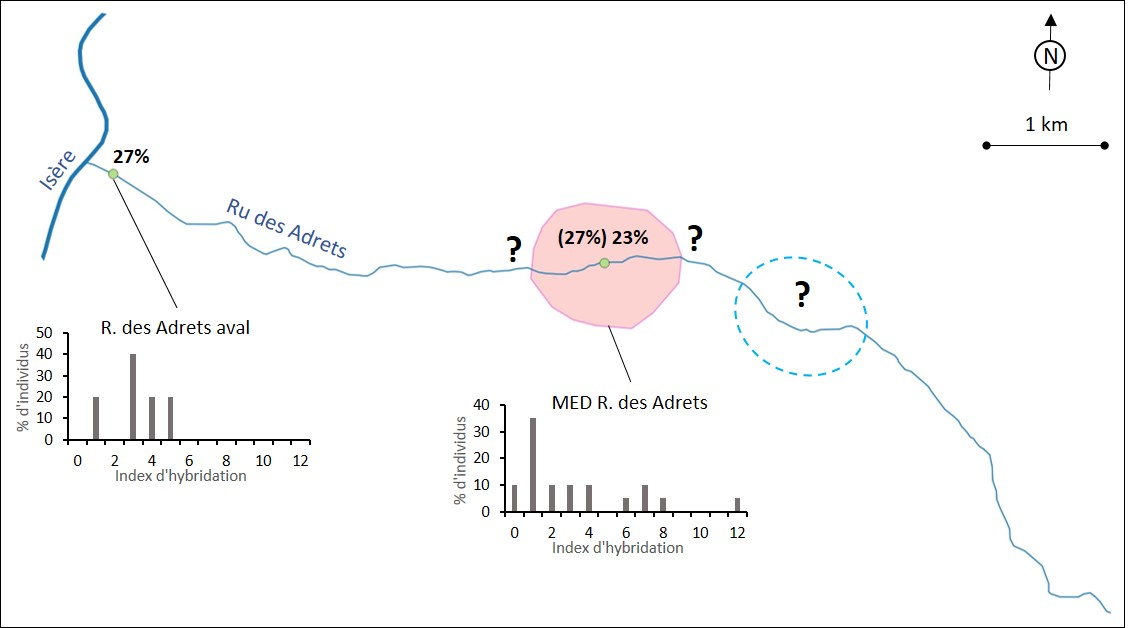 N
1 km
Isère
27%
Ru des Adrets
?
(27%) 23%
?
?
R. des Adrets aval
% d'individus
50
40
30
20
10
0
0 2 4 6 8 10 12
Index d'hybridation
MED R. des Adrets
% d'individus
40
30
20
10
0
0 2 4 6 8 10 12
Index d'hybridation